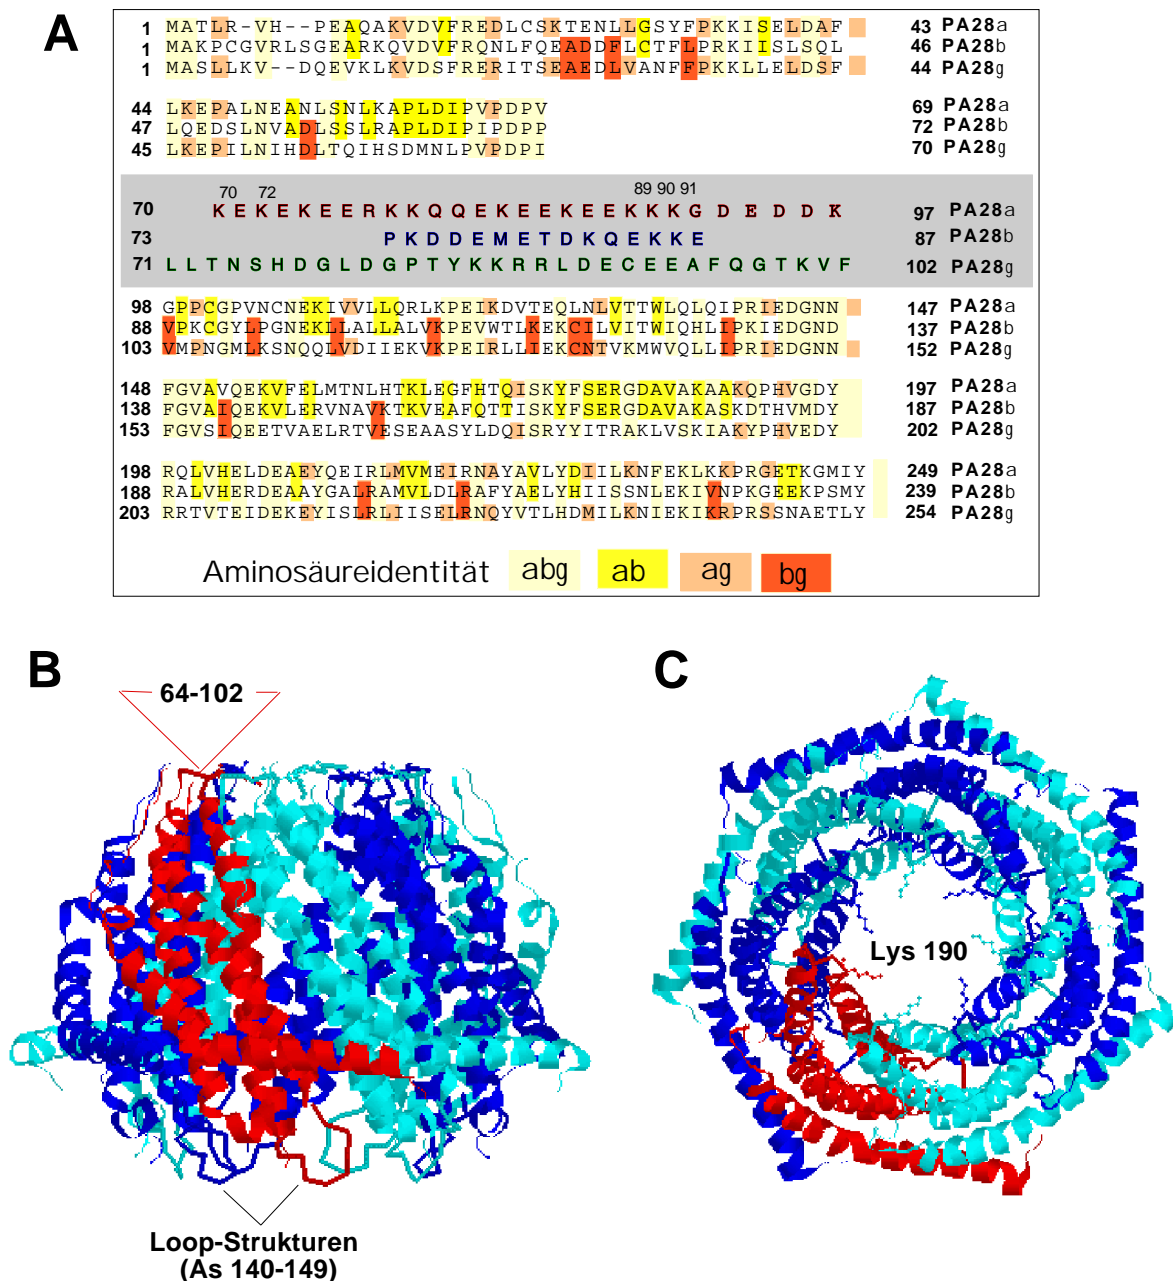 A
1 MATLR-VH--PEAQAKVDVFREDLCSKTENLLGSYFPKKISELDAF 43 PA28a
1 MAKPCGVRLSGEARKQVDVFRQNLFQEADDFLCTFLPRKIISLSQL 46 PA28b
1 MASLLKV--DQEVKLKVDSFRERITSEAEDLVANFFPKKLLELDSF 44 PA28g
44 LKEPALNEANLSNLKAPLDIPVPDPV 69 PA28a
47 LQEDSLNVADLSSLRAPLDIPIPDPP 72 PA28b
45 LKEPILNIHDLTQIHSDMNLPVPDPI 70 PA28g
70 72 89 90 91
70 K E K E K E E R K K Q Q E K E E K E E K K K G D E D D K 97 PA28a
73 P K D D E M E T D K Q E K K E 87 PA28b
71 L L T N S H D G L D G P T Y K K R R L D E C E E A F Q G T K V F 102 PA28g
98 GPPCGPVNCNEKIVVLLQRLKPEIKDVTEQLNLVTTWLQLQIPRIEDGNN 147 PA28a
88 VPKCGYLPGNEKLLALLALVKPEVWTLKEKCILVITWIQHLIPKIEDGND 137 PA28b
103 VMPNGMLKSNQQLVDIIEKVKPEIRLLIEKCNTVKMWVQLLIPRIEDGNN 152 PA28g
148 FGVAVQEKVFELMTNLHTKLEGFHTQISKYFSERGDAVAKAAKQPHVGDY 197 PA28a
138 FGVAIQEKVLERVNAVKTKVEAFQTTISKYFSERGDAVAKASKDTHVMDY 187 PA28b
153 FGVSIQEETVAELRTVESEAASYLDQISRYYITRAKLVSKIAKYPHVEDY 202 PA28g
198 RQLVHELDEAEYQEIRLMVMEIRNAYAVLYDIILKNFEKLKKPRGETKGMIY 249 PA28a
188 RALVHERDEAAYGALRAMVLDLRAFYAELYHIISSNLEKIVNPKGEEKPSMY 239 PA28b
203 RRTVTEIDEKEYISLRLIISELRNQYVTLHDMILKNIEKIKRPRSSNAETLY 254 PA28g
Aminosäureidentität abg ab ag bg
B
64-102
Loop-Strukturen
(As 140-149)
C
Lys 190